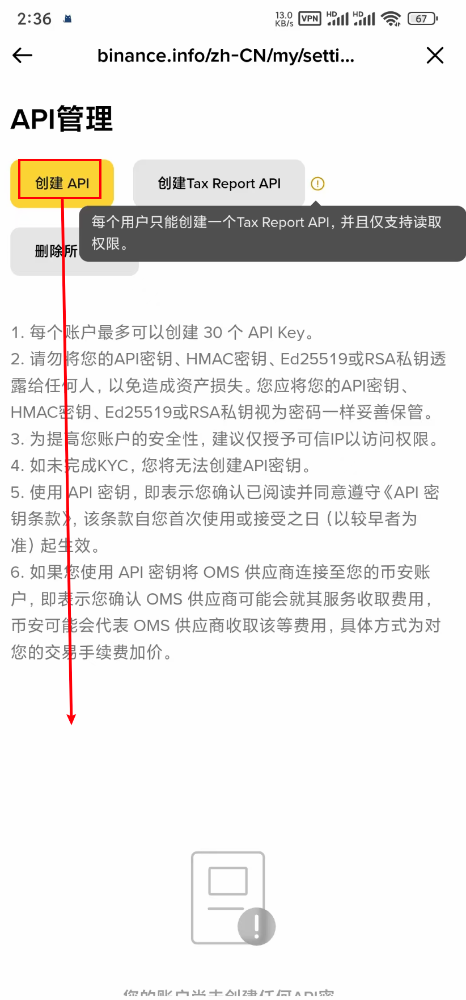 2:36
13.0
KB/s
VPN
HD
HD
67
binance.info/zh-CN/my/setti...
API管理
创建 API
创建Tax Report API
每个用户只能创建一个Tax Report API, 并且仅支持读取
权限。
删除所
1. 每个账户最多可以创建 30 个 API Key。
2. 请勿将您的API密钥、HMAC密钥、Ed25519或RSA私钥透
露给任何人, 以免造成资产损失。您应将您的API密钥、
HMAC密钥、Ed25519或RSA私钥视为密码一样妥善保管。
3. 为提高您账户的安全性, 建议仅授予可信IP以访问权限。
4. 如未完成KYC, 您将无法创建API密钥。
5. 使用 API 密钥, 即表示您确认已阅读并同意遵守《API 密
钥条款》, 该条款自您首次使用或接受之日 (以较早者为
准) 起生效。
6. 如果您使用 API 密钥将 OMS 供应商连接至您的币安账
户, 即表示您确认 OMS 供应商可能会就其服务收取费用,
币安可能会代表 OMS 供应商收取该等费用, 具体方式为对
您的交易手续费加价。
您的账户尚未创建任何API密